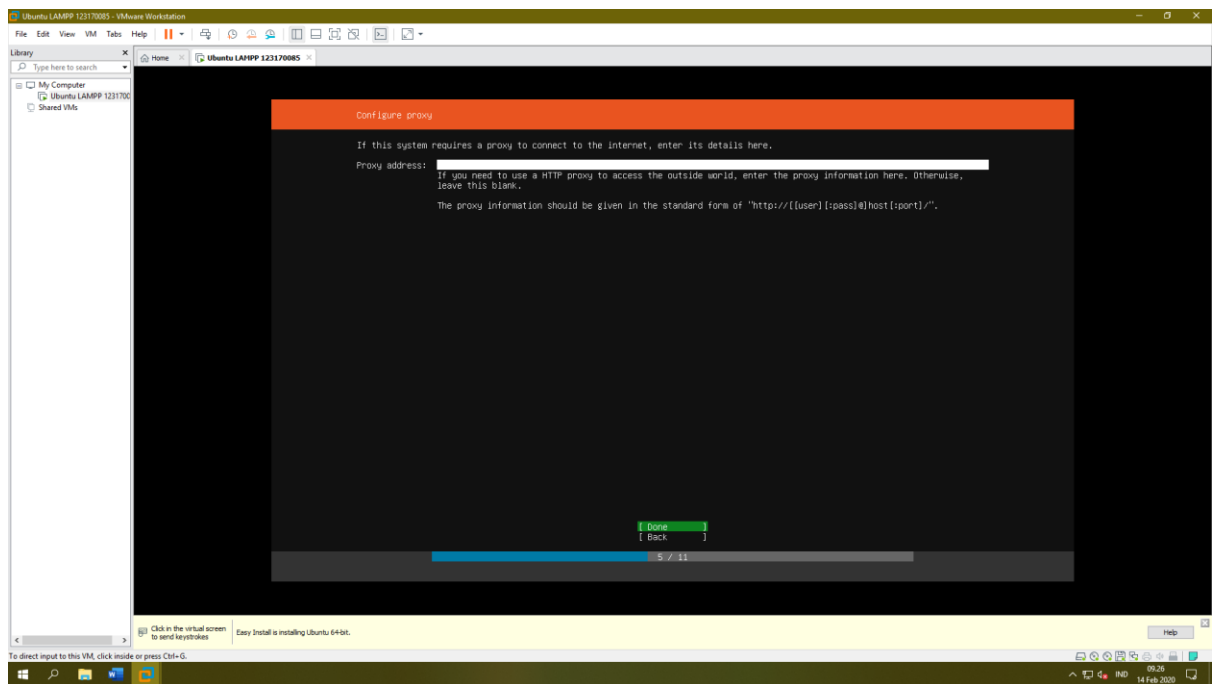 Ubuntu LAMPP 123170085 - VMware Workstation
File Edit View VM Tabs Help
Library
Type here to search
My Computer
Ubuntu LAMPP 1231700
Shared VMs
Home
Ubuntu LAMPP 123170085
Configure proxy
If this system requires a proxy to connect to the internet, enter its details here.
Proxy address:
If you need to use a HTTP proxy to access the outside world, enter the proxy information here. Otherwise,
leave this blank.
The proxy information should be given in the standard form of "http://[[user][:pass]@]host[:port]/".
[ Done ]
[ Back ]
5 / 11
Click in the virtual screen
to send keystrokes
Easy Install is installing Ubuntu 64-bit.
Help
To direct input to this VM, click inside or press Ctrl+G.
IND
09.26
14 Feb 2020